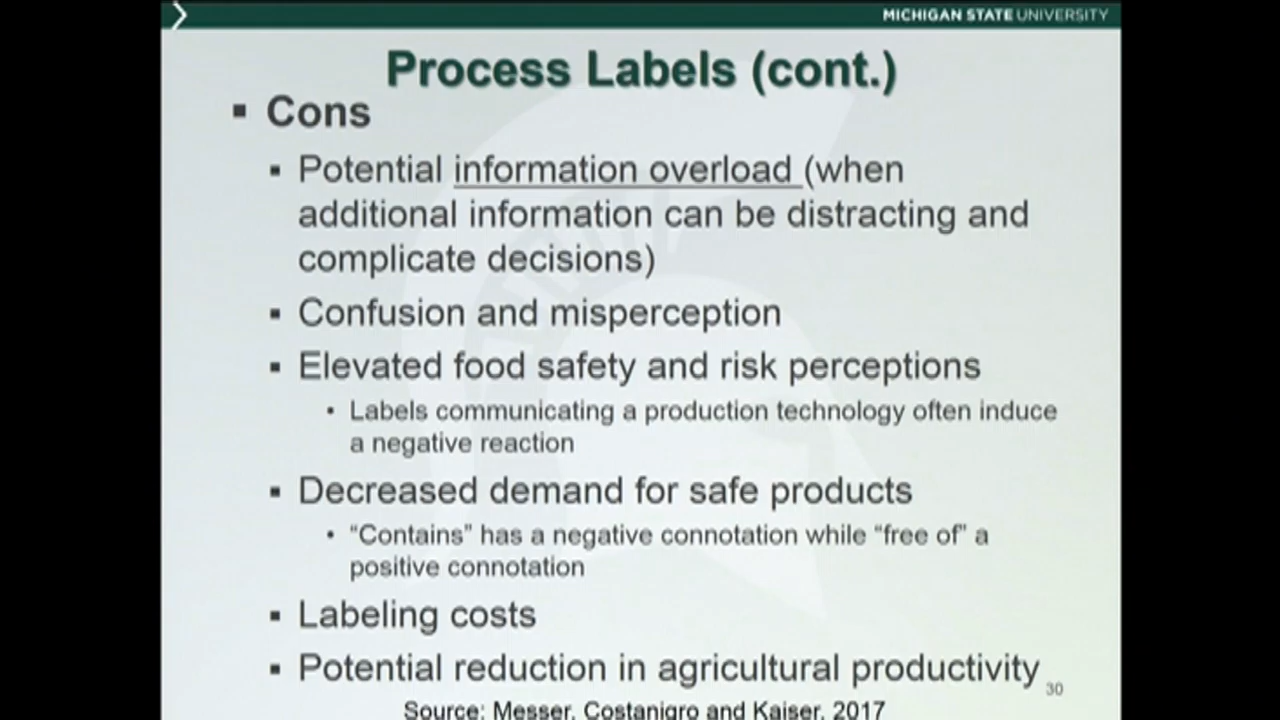 MICHIGAN STATE UNIVERSITY
Process Labels (cont.)
▪ Cons
▪ Potential information overload (when
additional information can be distracting and
complicate decisions)
▪ Confusion and misperception
▪ Elevated food safety and risk perceptions
• Labels communicating a production technology often induce
a negative reaction
▪ Decreased demand for safe products
• “Contains” has a negative connotation while “free of” a
positive connotation
▪ Labeling costs
▪ Potential reduction in agricultural productivity
30
Source: Messer, Costanigro and Kaiser, 2017